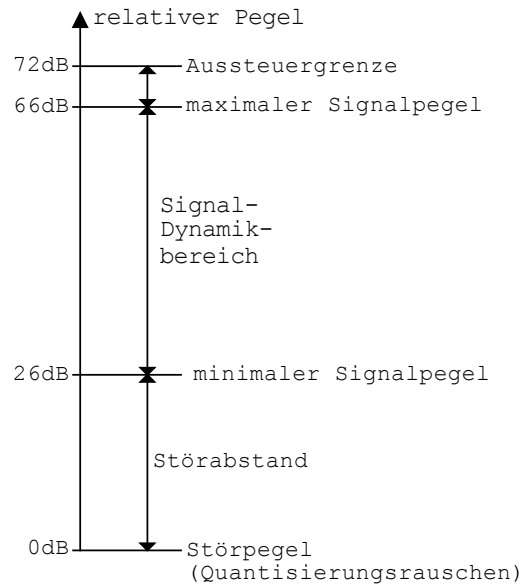 relativer Pegel
72dB
Aussteuergrenze
66dB
maximaler Signalpegel
Signal-
Dynamik-
bereich
26dB
minimaler Signalpegel
Störabstand
0dB
Störpegel
(Quantisierungsrauschen)